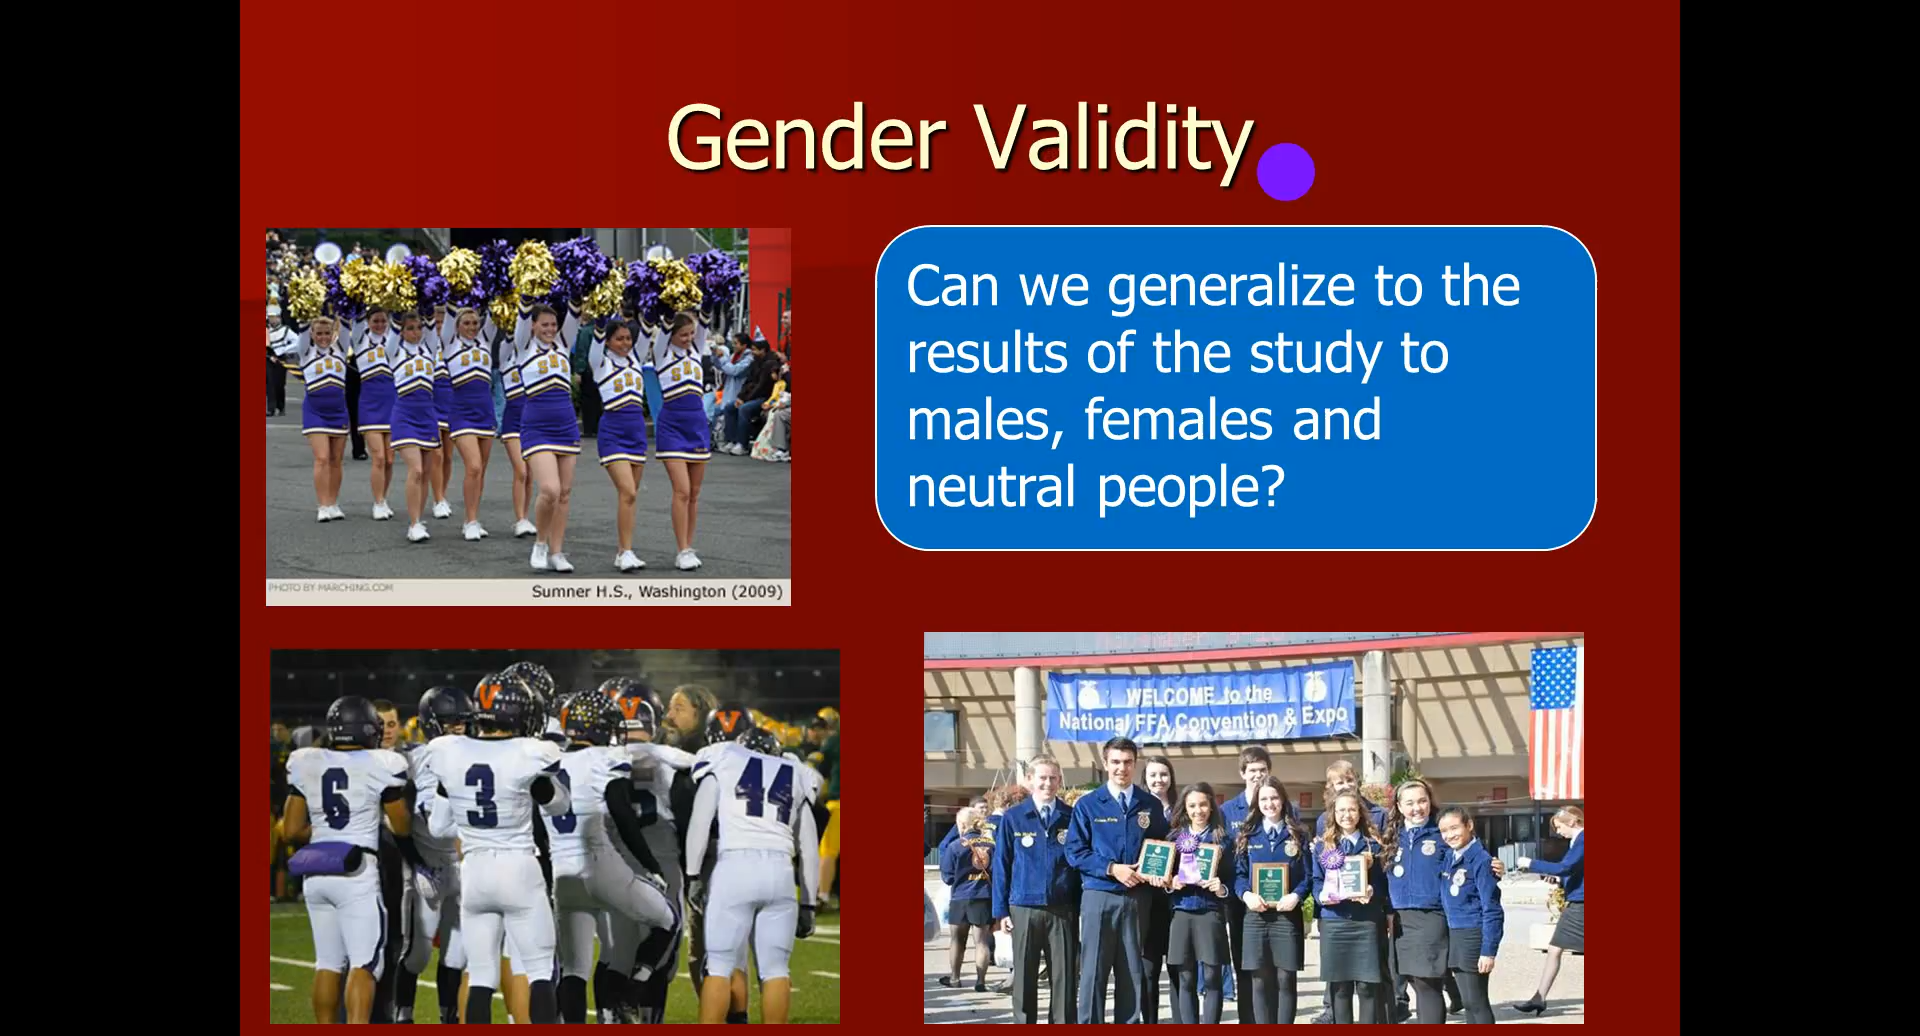 Gender Validity
Can we generalize to the
results of the study to
males, females and
neutral people?
PHOTO BY MARCHING.COM
Sumner H.S., Washington (2009)
SHS
V
V
V
6
3
44
WELCOME to the
National FFA Convention & Expo